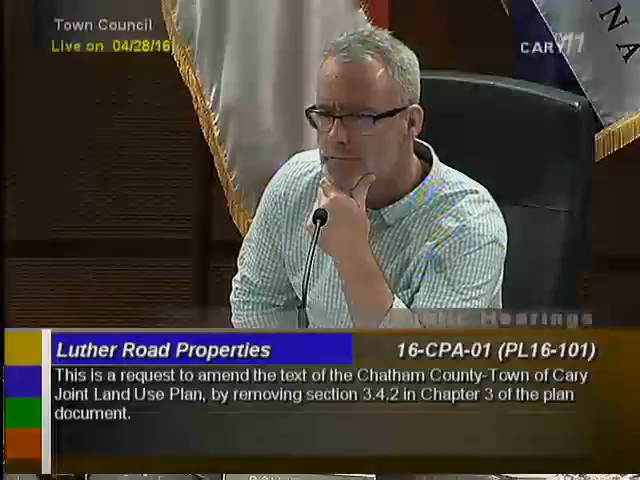 Town Council
Live on 04/28/16
CARY 11
NA
Public Hearings
Luther Road Properties
16-CPA-01 (PL16-101)
This is a request to amend the text of the Chatham County-Town of Cary
Joint Land Use Plan, by removing section 3.4.2 in Chapter 3 of the plan
document.